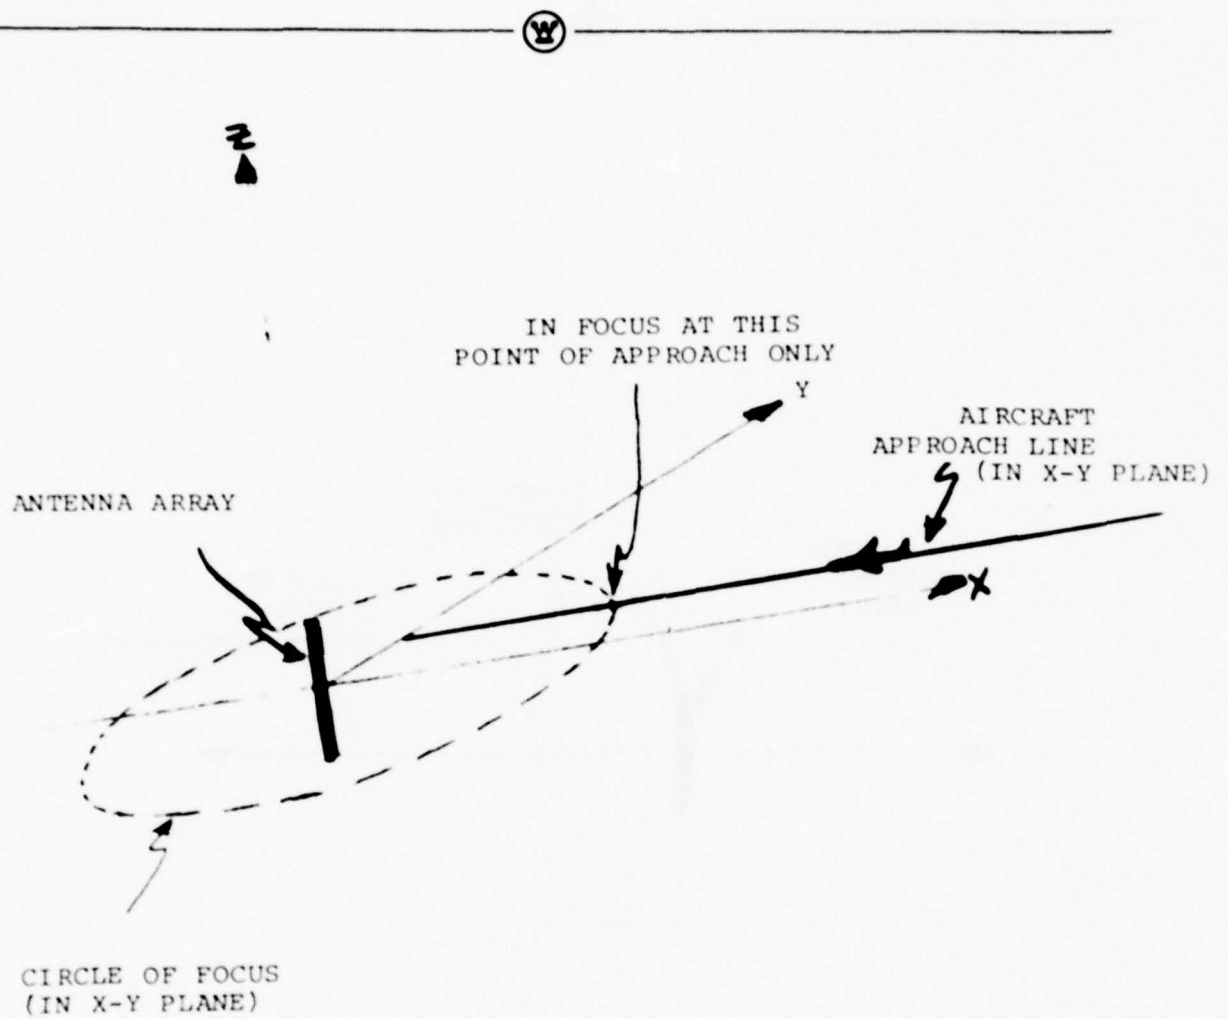 W
Z
IN FOCUS AT THIS
POINT OF APPROACH ONLY
Y
AIRCRAFT
APPROACH LINE
(IN X-Y PLANE)
ANTENNA ARRAY
X
CIRCLE OF FOCUS
(IN X-Y PLANE)